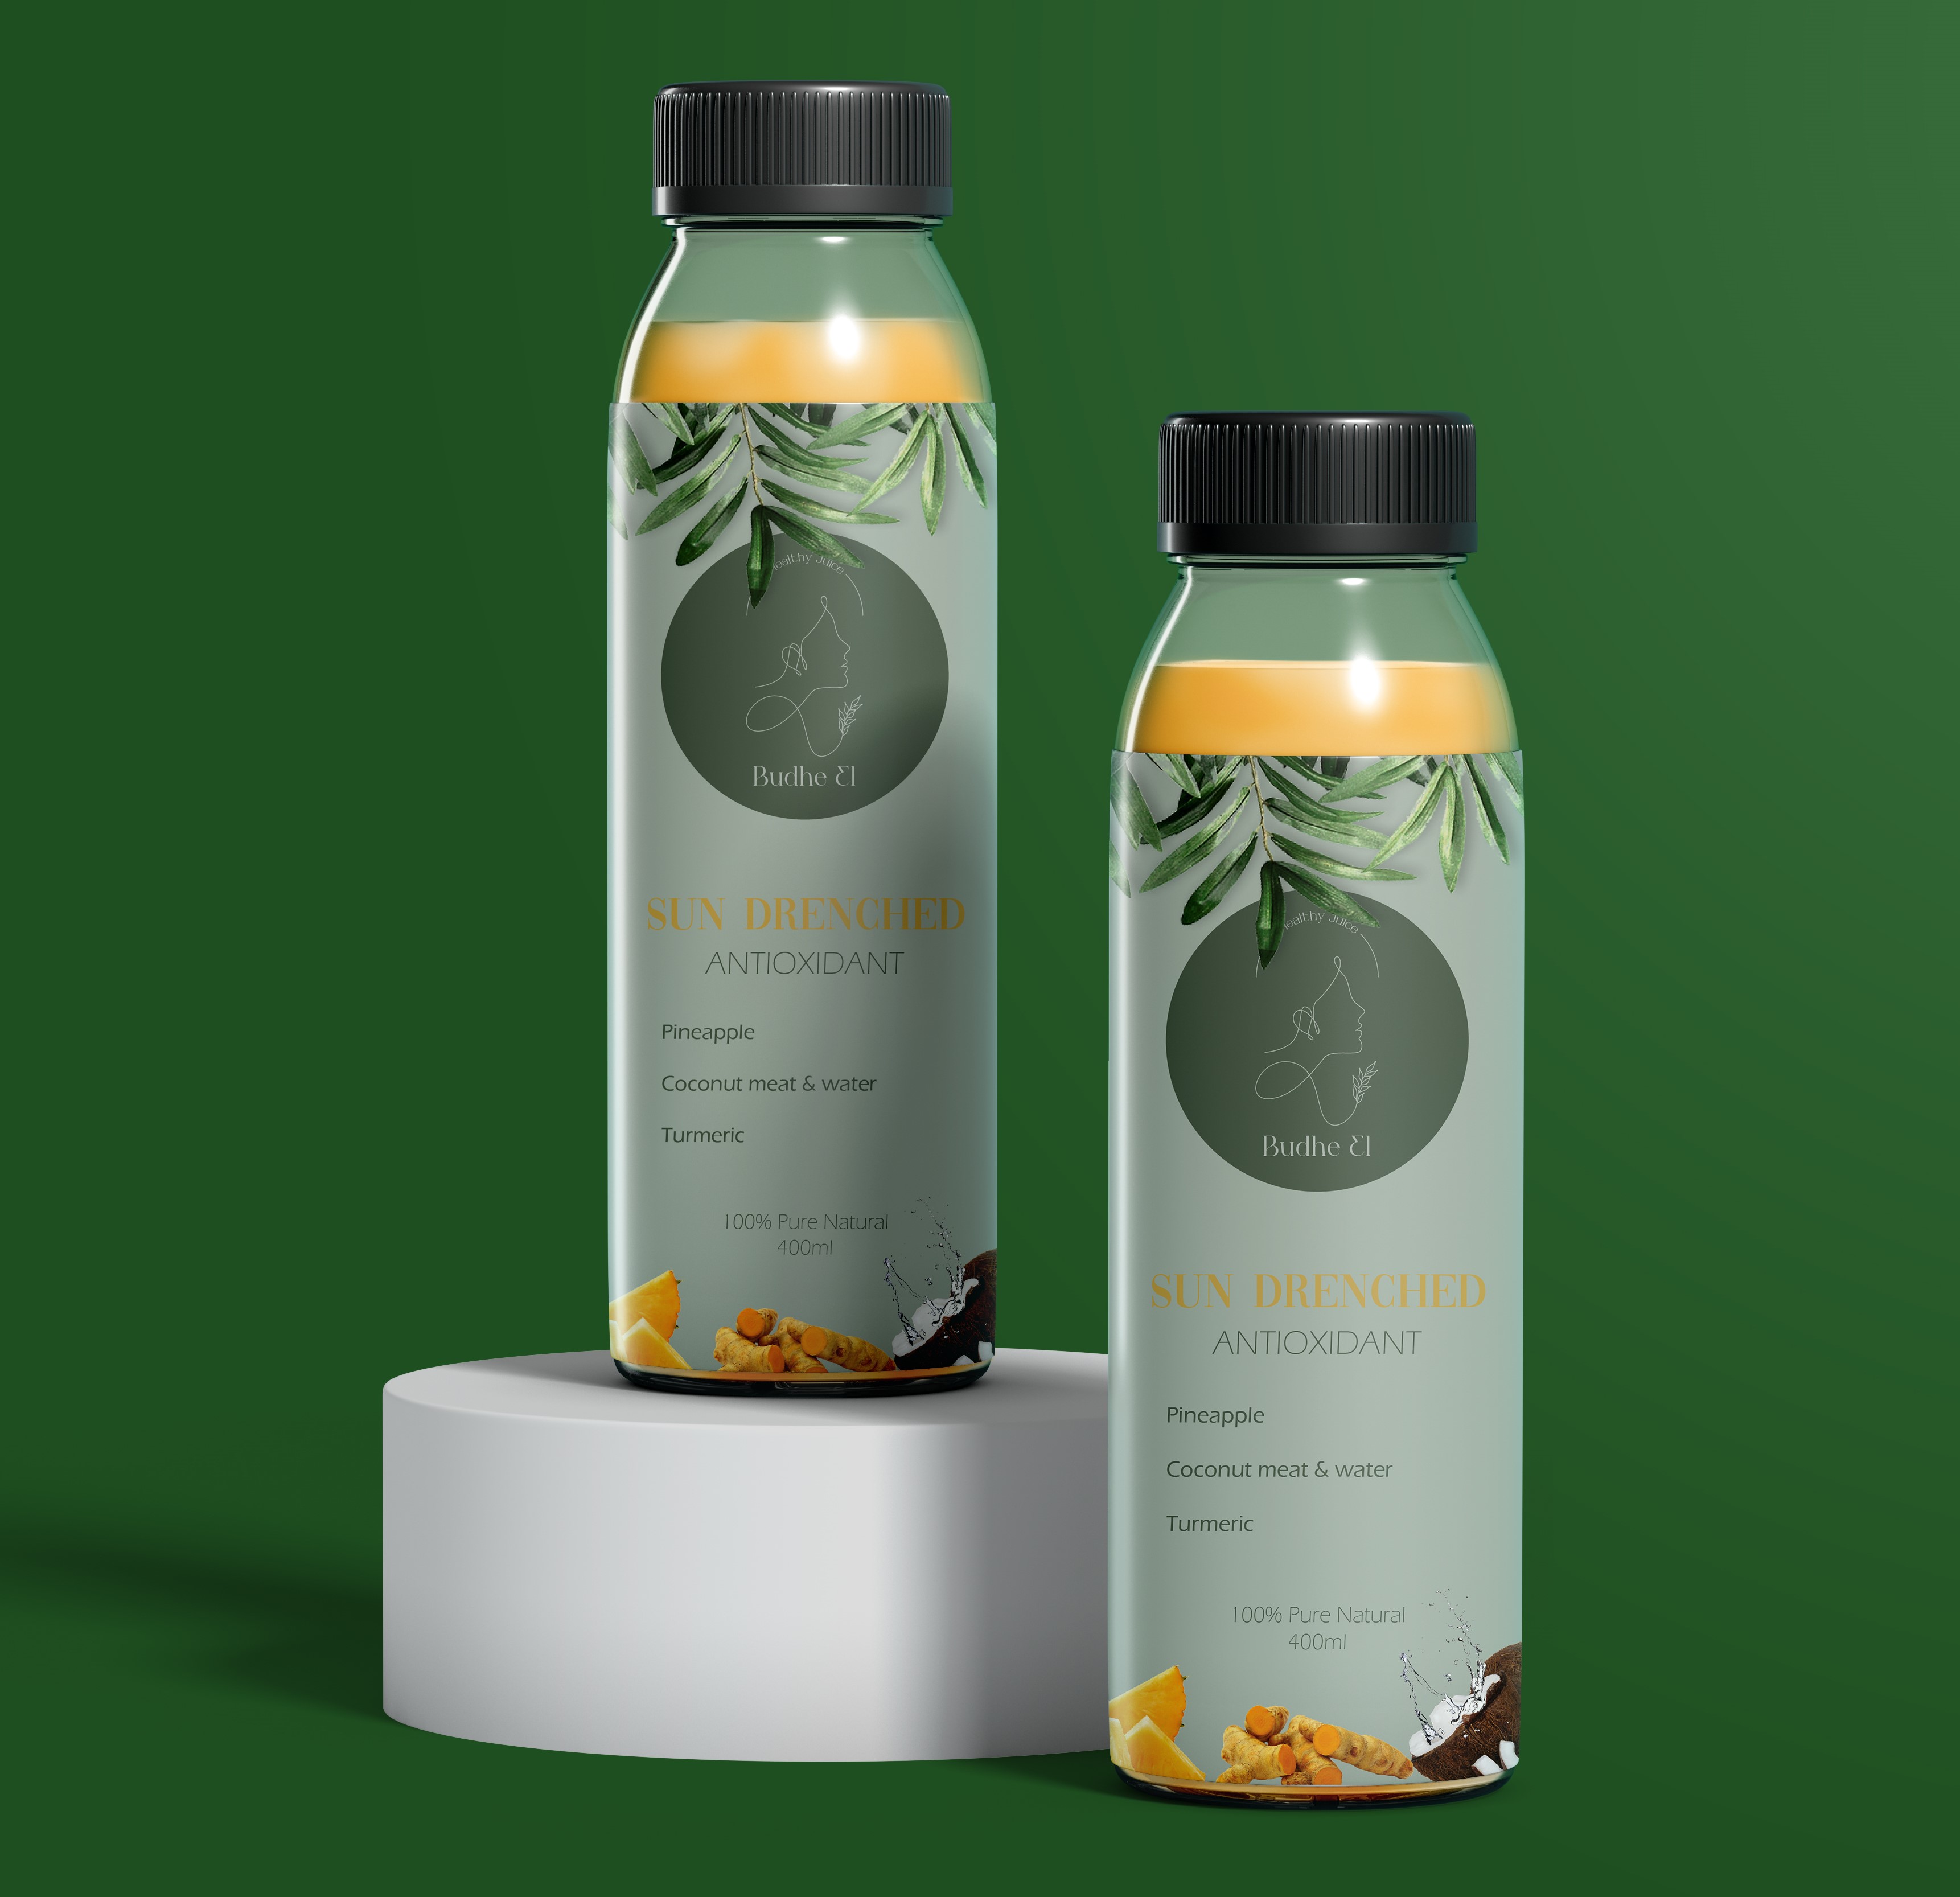 Healthy Juice
Budhe El
SUN DRENCHED
ANTIOXIDANT
Pineapple
Coconut meat & water
Turmeric
100% Pure Natural
400ml
Healthy Juice
Budhe El
SUN DRENCHED
ANTIOXIDANT
Pineapple
Coconut meat & water
Turmeric
100% Pure Natural
400ml